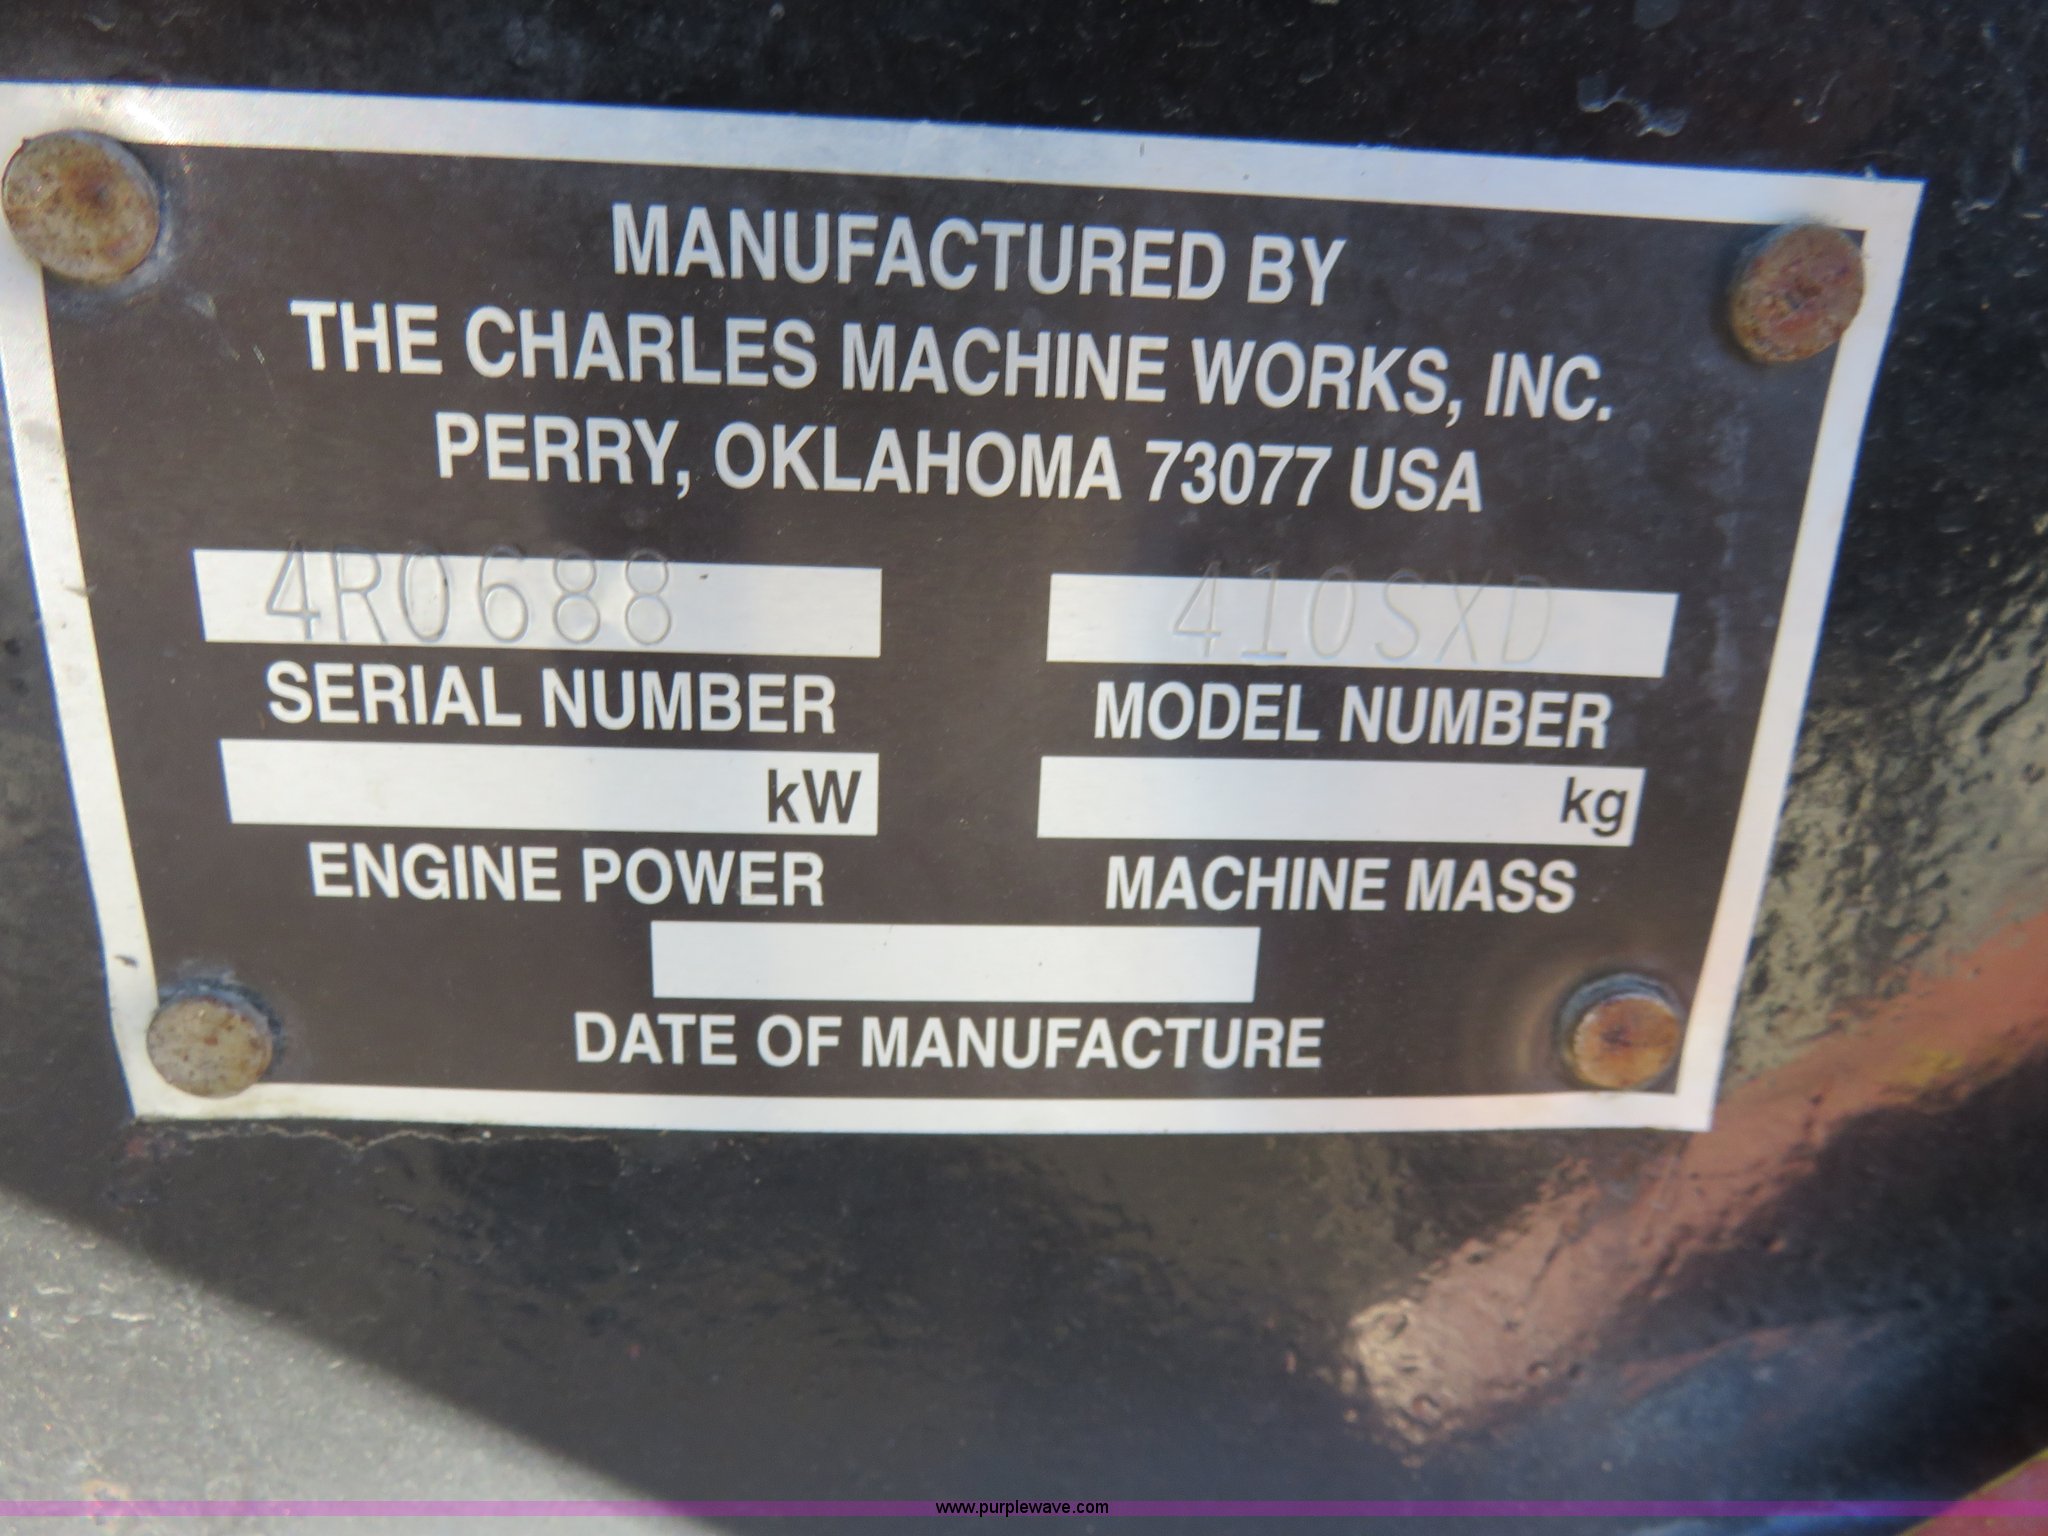 MANUFACTURED BY
THE CHARLES MACHINE WORKS, INC.
PERRY, OKLAHOMA 73077 USA
4R0688 410SXD
SERIAL NUMBER MODEL NUMBER
kW kg
ENGINE POWER MACHINE MASS
DATE OF MANUFACTURE
www.purplewave.com